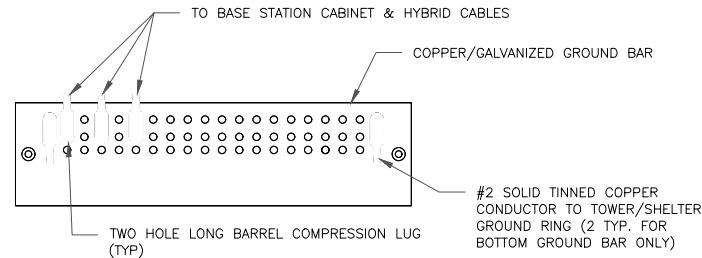 TO BASE STATION CABINET & HYBRID CABLES
COPPER/GALVANIZED GROUND BAR
#2 SOLID TINNED COPPER
CONDUCTOR TO TOWER/SHELTER
GROUND RING (2 TYP. FOR
BOTTOM GROUND BAR ONLY)
TWO HOLE LONG BARREL COMPRESSION LUG
(TYP)